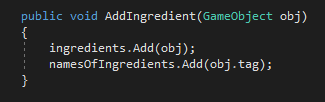 public void AddIngredient(GameObject obj)
{
ingredients.Add(obj);
namesOfIngredients.Add(obj.tag);
}